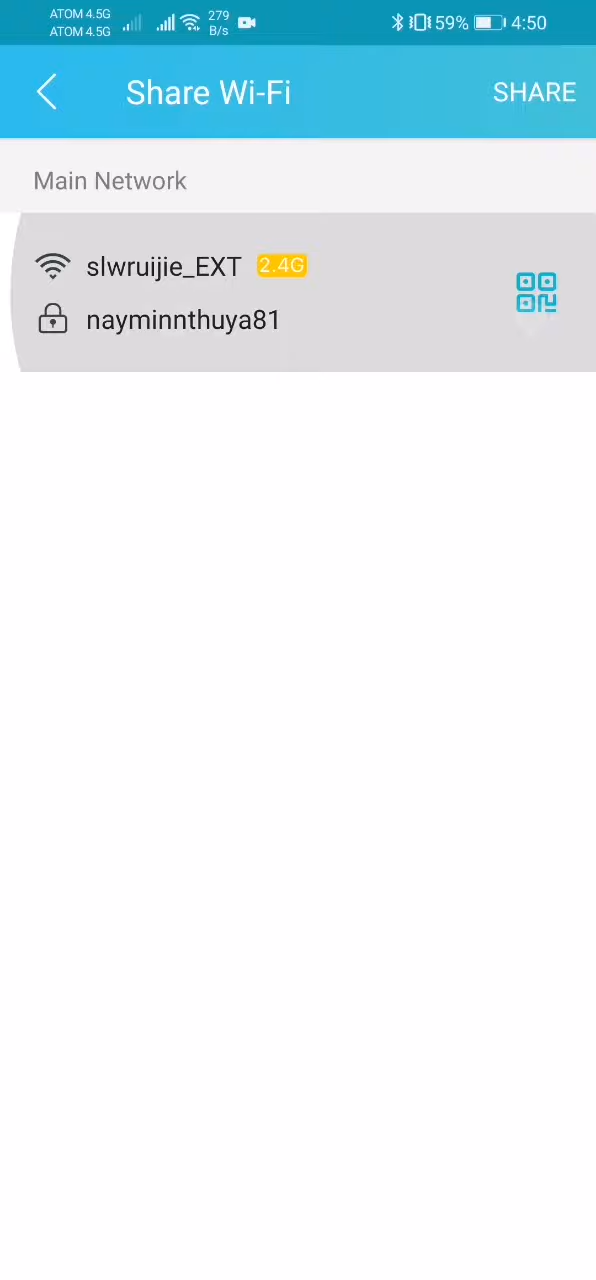 ATOM 4.5G
ATOM 4.5G
279
B/s
59%
4:50
Share Wi-Fi
SHARE
Main Network
slwruijie_EXT
2.4G
nayminnthuya81